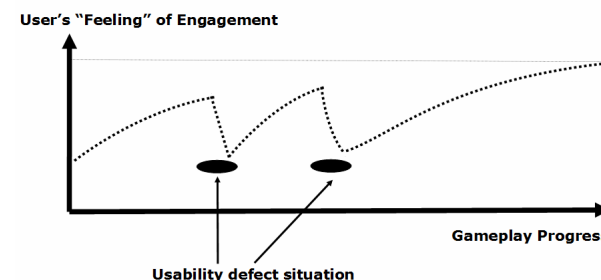 User's “Feeling” of Engagement
Gameplay Progres
Usability defect situation